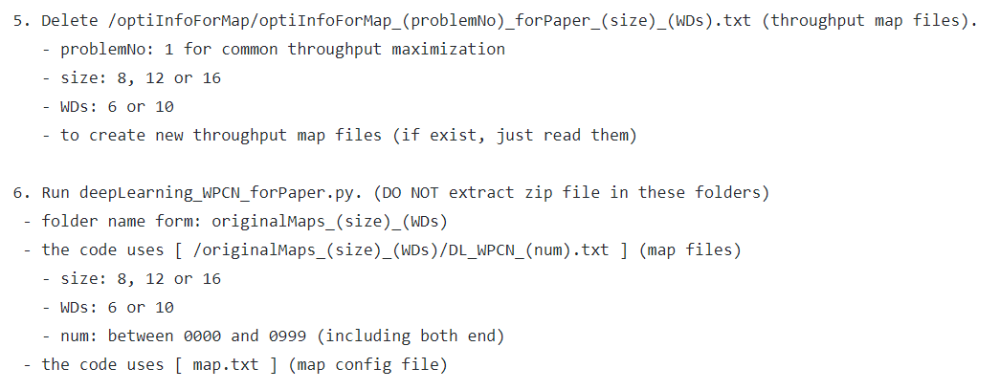 5. Delete /optiInfoForMap/optiInfoForMap_(problemNo)_forPaper_(size)_(WDs).txt (throughput map files).
- problemNo: 1 for common throughput maximization
- size: 8, 12 or 16
- WDs: 6 or 10
- to create new throughput map files (if exist, just read them)
6. Run deepLearning_WPCN_forPaper.py. (DO NOT extract zip file in these folders)
- folder name form: originalMaps_(size)_(WDs)
- the code uses [ /originalMaps_(size)_(WDs)/DL_WPCN_(num).txt ] (map files)
- size: 8, 12 or 16
- WDs: 6 or 10
- num: between 0000 and 0999 (including both end)
- the code uses [ map.txt ] (map config file)